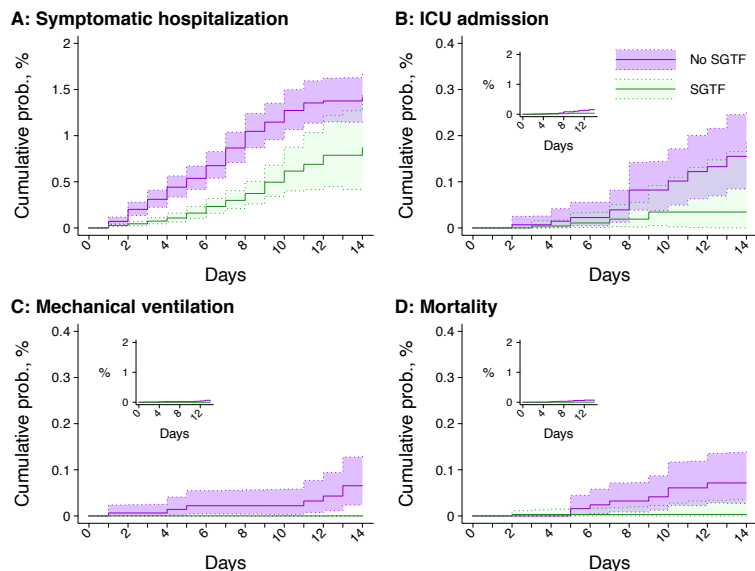 A: Symptomatic hospitalization
Cumulative prob., %
2
1.5
1
0.5
0
0 2 4 6 8 10 12 14
Days
B: ICU admission
Cumulative prob., %
0.4
0.3
0.2
0.1
0
0 2 4 6 8 10 12 14
Days
%
2
1
0
0 4 8 12
Days
No SGTF
SGTF
C: Mechanical ventilation
Cumulative prob., %
0.4
0.3
0.2
0.1
0
0 2 4 6 8 10 12 14
Days
%
2
1
0
0 4 8 12
Days
D: Mortality
Cumulative prob., %
0.4
0.3
0.2
0.1
0
0 2 4 6 8 10 12 14
Days
%
2
1
0
0 4 8 12
Days